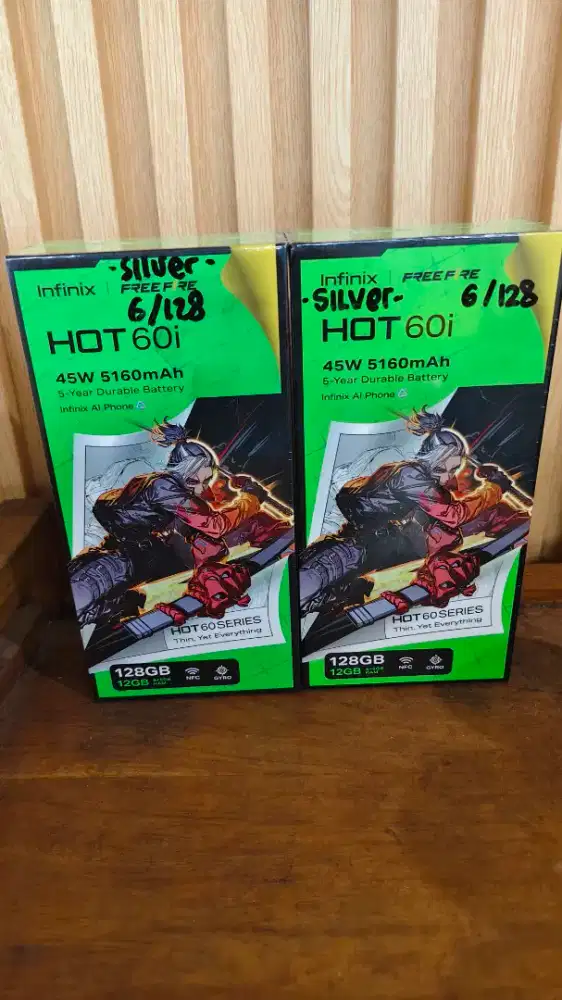 -Silver-
Infinix | FREE FIRE
6/128
HOT 60i
45W 5160mAh
5-Year Durable Battery
Infinix AI Phone
HOT 60 SERIES
Thin, Yet Everything
128GB
12GB
NFC
GYRO
Infinix | FREE FIRE
-Silver- 6/128
HOT 60i
45W 5160mAh
5-Year Durable Battery
Infinix AI Phone
HOT 60 SERIES
Thin, Yet Everything
128GB
12GB
NFC
GYRO